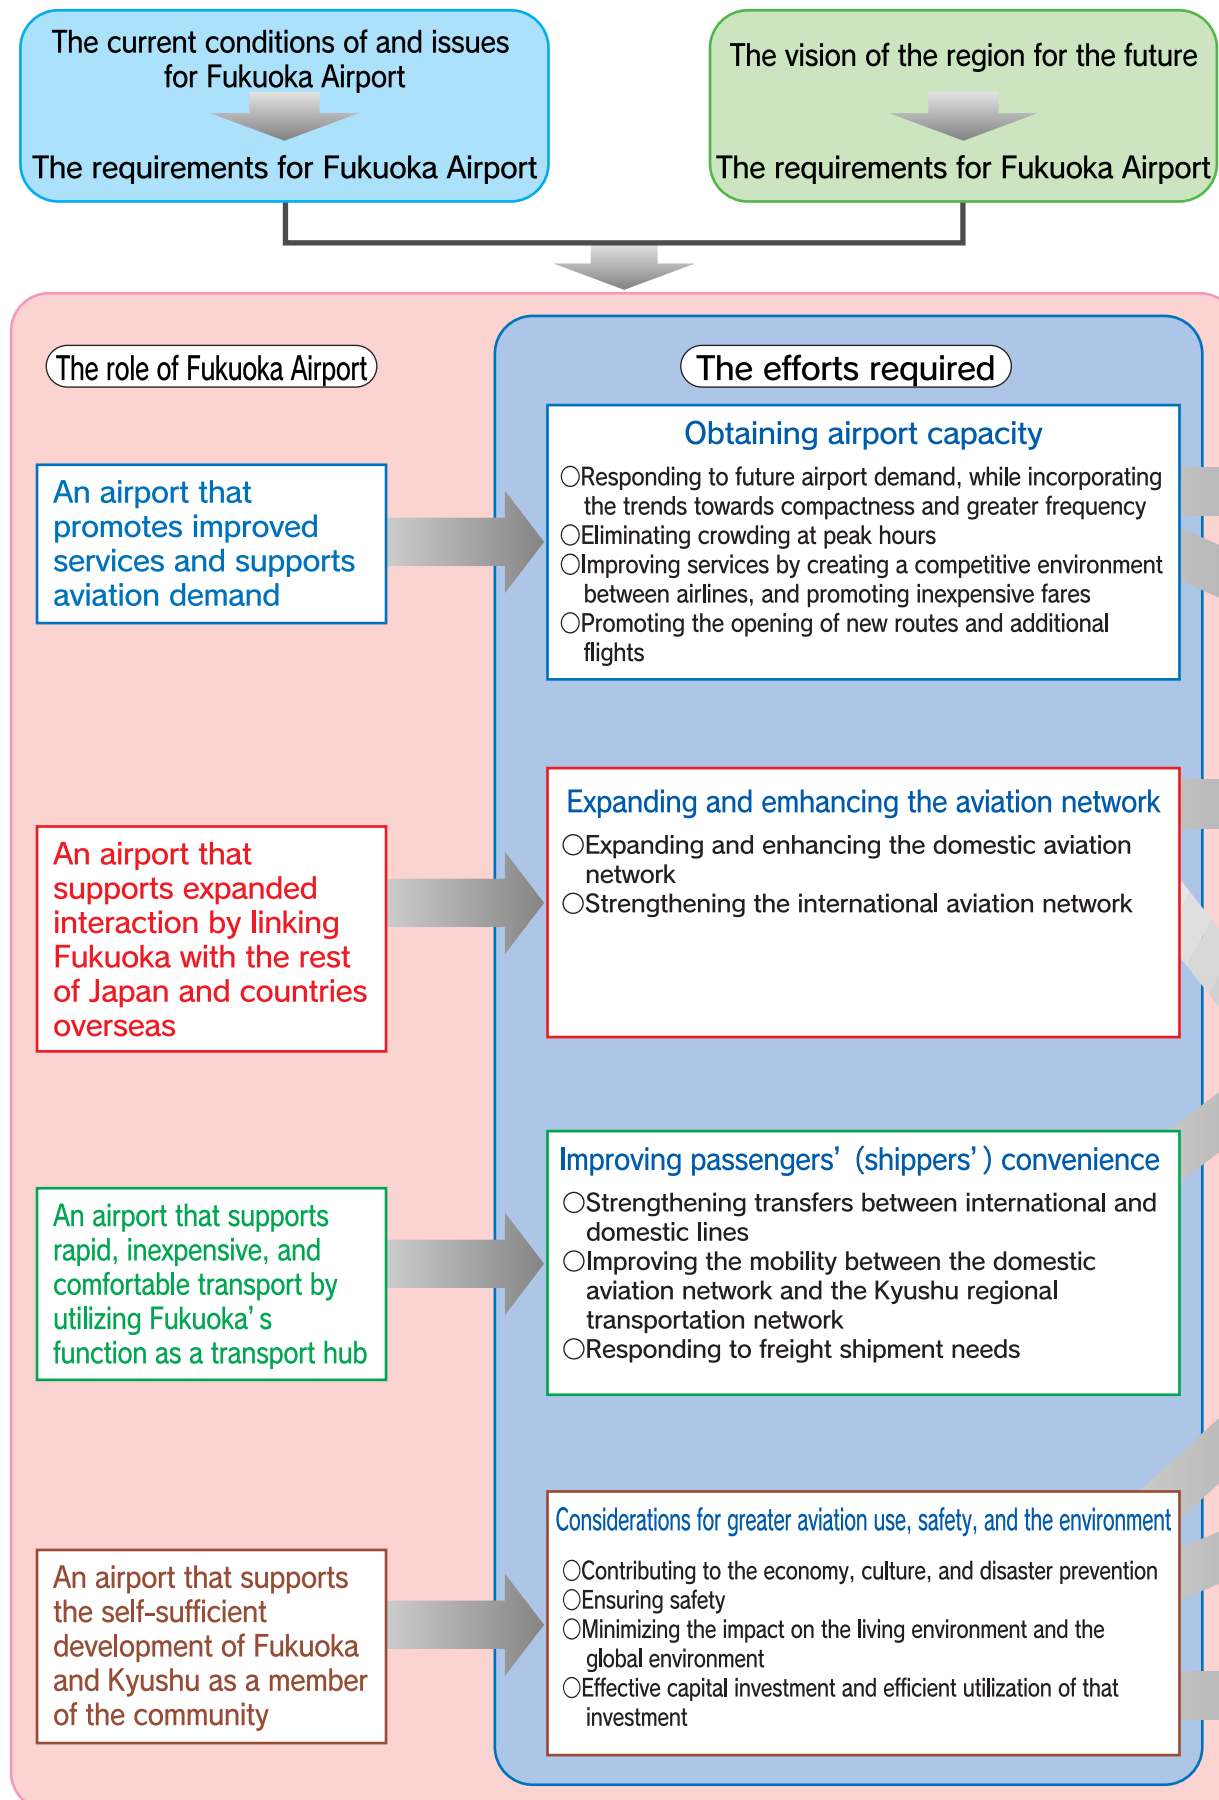 The current conditions of and issues
for Fukuoka Airport
The requirements for Fukuoka Airport
The vision of the region for the future
The requirements for Fukuoka Airport
The role of Fukuoka Airport
The efforts required
An airport that
promotes improved
services and supports
aviation demand
Obtaining airport capacity
○Responding to future airport demand, while incorporating
the trends towards compactness and greater frequency
○Eliminating crowding at peak hours
○Improving services by creating a competitive environment
between airlines, and promoting inexpensive fares
○Promoting the opening of new routes and additional
flights
An airport that
supports expanded
interaction by linking
Fukuoka with the rest
of Japan and countries
overseas
Expanding and emhancing the aviation network
○Expanding and enhancing the domestic aviation
network
○Strengthening the international aviation network
An airport that supports
rapid, inexpensive, and
comfortable transport by
utilizing Fukuoka's
function as a transport hub
Improving passengers' (shippers') convenience
○Strengthening transfers between international and
domestic lines
○Improving the mobility between the domestic
aviation network and the Kyushu regional
transportation network
○Responding to freight shipment needs
An airport that supports
the self-sufficient
development of Fukuoka
and Kyushu as a member
of the community
Considerations for greater aviation use, safety, and the environment
○Contributing to the economy, culture, and disaster prevention
○Ensuring safety
○Minimizing the impact on the living environment and the
global environment
○Effective capital investment and efficient utilization of that
investment